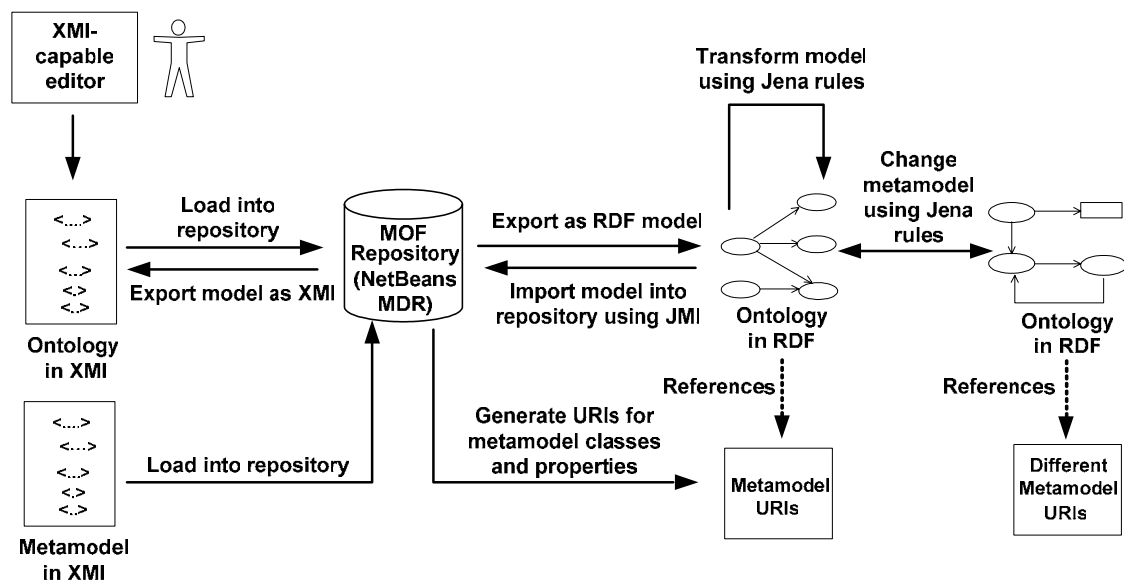 XMI-
capable
editor
Transform model
using Jena rules
Change
metamodel
using Jena
rules
Load into
repository
<....>
<....>
<...>
<.>
<..>
Export model as XMI
MOF
Repository
(NetBeans
MDR)
Export as RDF model
Import model into
repository using JMI
Ontology
in RDF
Ontology
in RDF
Ontology
in XMI
References
References
<....>
<....>
<...>
<.>
<..>
Load into repository
Generate URIs for
metamodel classes
and properties
Metamodel
URIs
Different
Metamodel
URIs
Metamodel
in XMI